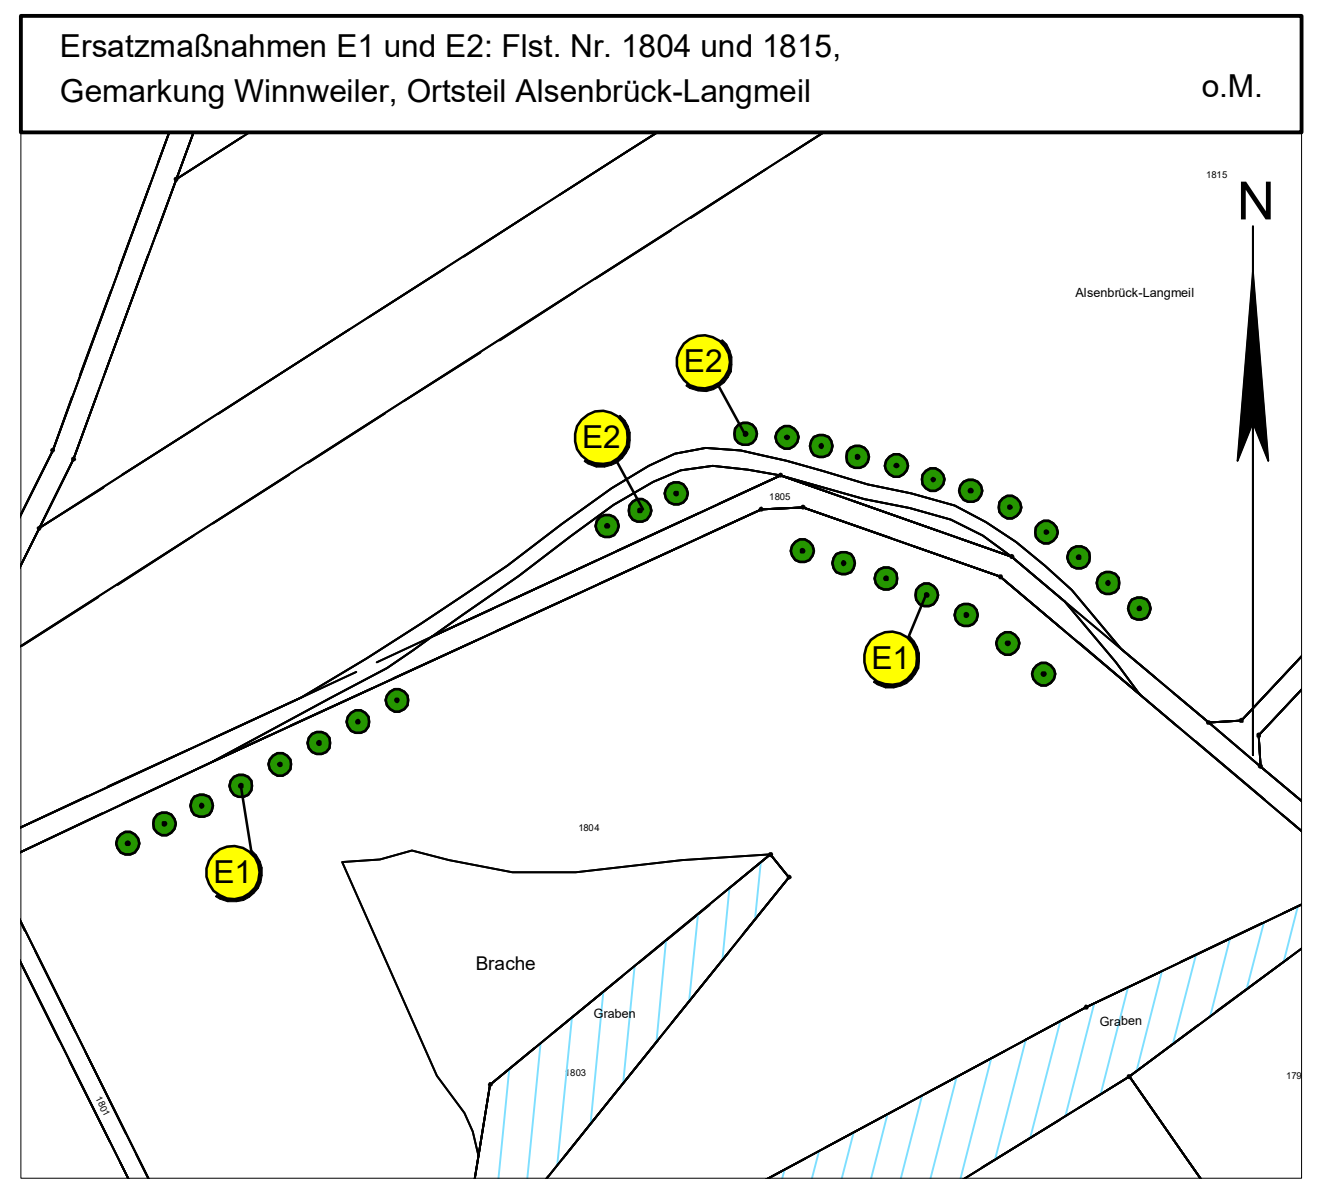 Ersatzmaßnahmen E1 und E2: Flst. Nr. 1804 und 1815,
Gemarkung Winnweiler, Ortsteil Alsenbrück-Langmeil
o.M.
1815
N
Alsenbrück-Langmeil
E2
E2
1805
E1
1804
E1
Brache
Graben
Graben
1803
179
1801